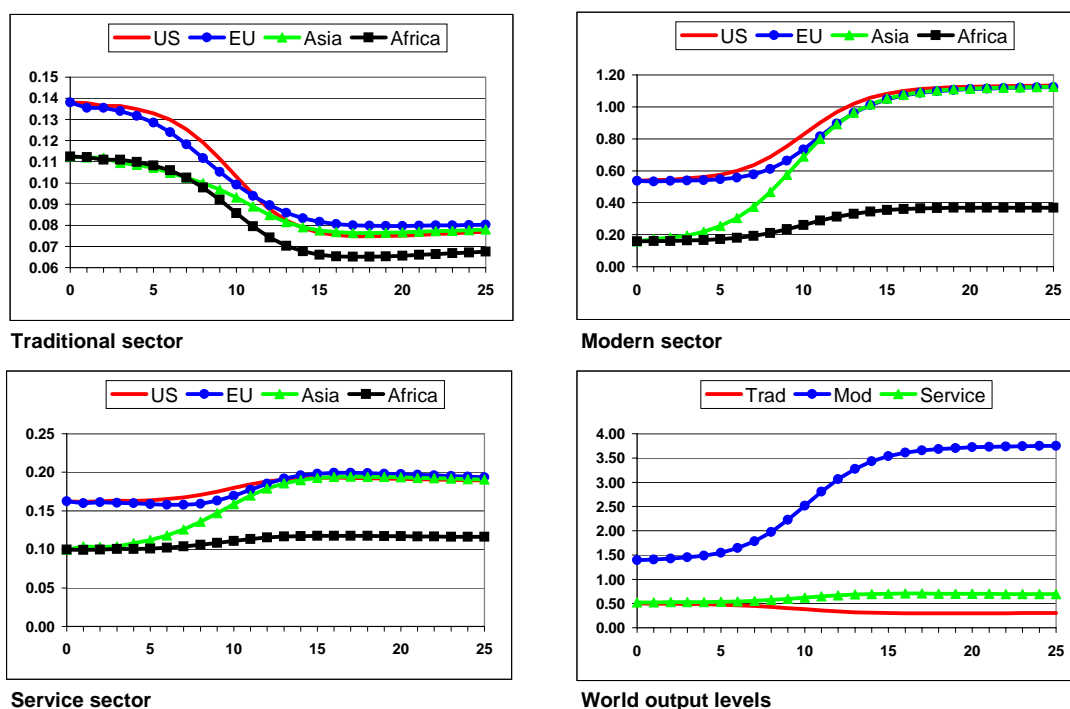 US EU Asia Africa
0.15
0.14
0.13
0.12
0.11
0.10
0.09
0.08
0.07
0.06
0 5 10 15 20 25
Traditional sector
US EU Asia Africa
1.20
1.00
0.80
0.60
0.40
0.20
0.00
0 5 10 15 20 25
Modern sector
US EU Asia Africa
0.25
0.20
0.15
0.10
0.05
0.00
0 5 10 15 20 25
Service sector
Trad Mod Service
4.00
3.50
3.00
2.50
2.00
1.50
1.00
0.50
0.00
0 5 10 15 20 25
World output levels